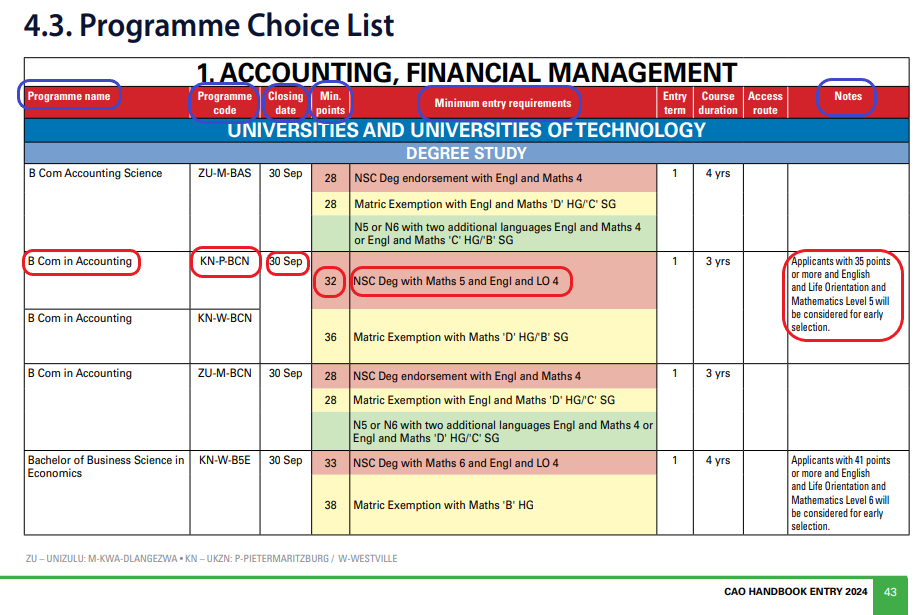 4.3. Programme Choice List
1. ACCOUNTING, FINANCIAL MANAGEMENT
Programme name
Programme
code
Closing
date
Min.
points
Minimum entry requirements
Entry
term
Course
duration
Access
route
Notes
UNIVERSITIES AND UNIVERSITIES OF TECHNOLOGY
DEGREE STUDY
B Com Accounting Science
ZU-M-BAS
30 Sep
28
NSC Deg endorsement with Engl and Maths 4
1
4 yrs
28
Matric Exemption with Engl and Maths 'D' HG/'C' SG
N5 or N6 with two additional languages Engl and Maths 4
or Engl and Maths 'C' HG/'B' SG
B Com in Accounting
KN-P-BCN
30 Sep
32
NSC Deg with Maths 5 and Engl and LO 4
1
3 yrs
Applicants with 35 points
or more and English
and Life Orientation and
Mathematics Level 5 will
be considered for early
selection.
B Com in Accounting
KN-W-BCN
36
Matric Exemption with Maths 'D' HG/'B' SG
B Com in Accounting
ZU-M-BCN
30 Sep
28
NSC Deg endorsement with Engl and Maths 4
1
3 yrs
28
Matric Exemption with Engl and Maths 'D' HG/'C' SG
N5 or N6 with two additional languages Engl and Maths 4 or
Engl and Maths 'D' HG/'C' SG
Bachelor of Business Science in
Economics
KN-W-B5E
30 Sep
33
NSC Deg with Maths 6 and Engl and LO 4
1
4 yrs
Applicants with 41 points
or more and English
and Life Orientation and
Mathematics Level 6 will
be considered for early
selection.
38
Matric Exemption with Maths 'B' HG
ZU – UNIZULU: M-KWA-DLANGEZWA • KN – UKZN: P-PIETERMARITZBURG / W-WESTVILLE
CAO HANDBOOK ENTRY 2024
43